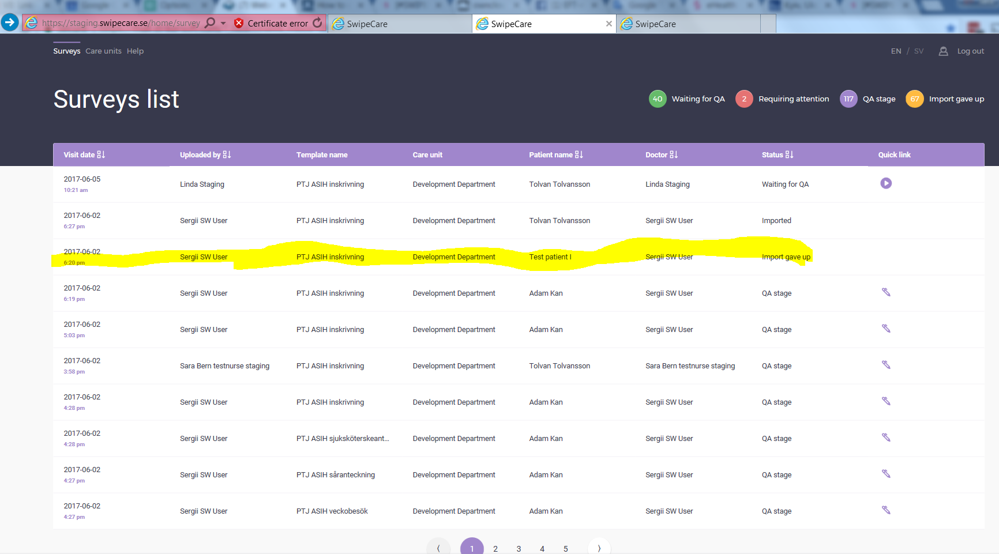 https://staging.swipecare.se/home/survey Certificate error SwipeCare SwipeCare SwipeCare
Surveys Care units Help EN / SV Log out
Surveys list 40 Waiting for QA 2 Requiring attention 117 QA stage 67 Import gave up
Visit date Uploaded by Template name Care unit Patient name Doctor Status Quick link
2017-06-05
10:21 am
Linda Staging PTJ ASIH inskrivning Development Department Tolvan Tolvansson Linda Staging Waiting for QA
2017-06-02
6:27 pm
Sergii SW User PTJ ASIH inskrivning Development Department Tolvan Tolvansson Sergii SW User Imported
2017-06-02
6:20 pm
Sergii SW User PTJ ASIH inskrivning Development Department Test patient I Sergii SW User Import gave up
2017-06-02
6:19 pm
Sergii SW User PTJ ASIH inskrivning Development Department Adam Kan Sergii SW User QA stage
2017-06-02
5:03 pm
Sergii SW User PTJ ASIH inskrivning Development Department Adam Kan Sergii SW User QA stage
2017-06-02
3:58 pm
Sara Bern testnurse staging PTJ ASIH inskrivning Development Department Tolvan Tolvansson Sara Bern testnurse staging QA stage
2017-06-02
4:28 pm
Sergii SW User PTJ ASIH inskrivning Development Department Adam Kan Sergii SW User QA stage
2017-06-02
4:28 pm
Sergii SW User PTJ ASIH sjuksköterskeant... Development Department Adam Kan Sergii SW User QA stage
2017-06-02
4:27 pm
Sergii SW User PTJ ASIH såranteckning Development Department Adam Kan Sergii SW User QA stage
2017-06-02
4:27 pm
Sergii SW User PTJ ASIH veckobesök Development Department Adam Kan Sergii SW User QA stage
1 2 3 4 5